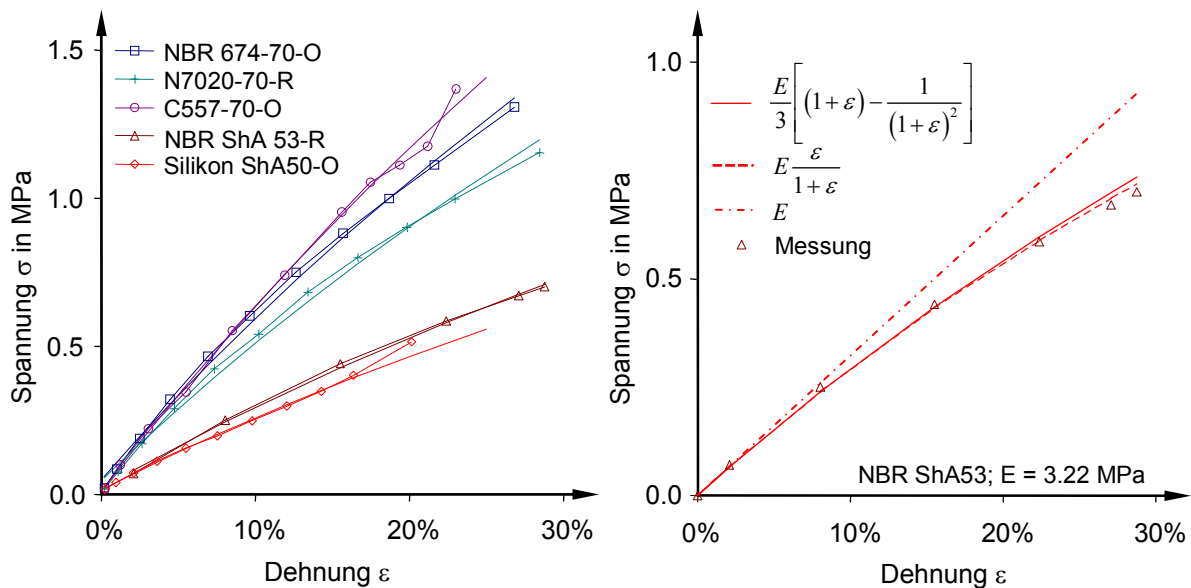 1.5
1.0
0.5
0.0
0%
10%
20%
30%
Spannung σ in MPa
Dehnung ε
NBR 674-70-O
N7020-70-R
C557-70-O
NBR ShA 53-R
Silikon ShA50-O
1.0
0.5
0.0
0%
10%
20%
30%
Spannung σ in MPa
Dehnung ε
E/3[(1+ε)-1/(1+ε)²]
E ε/1+ε
E
Messung
NBR ShA53; E = 3.22 MPa